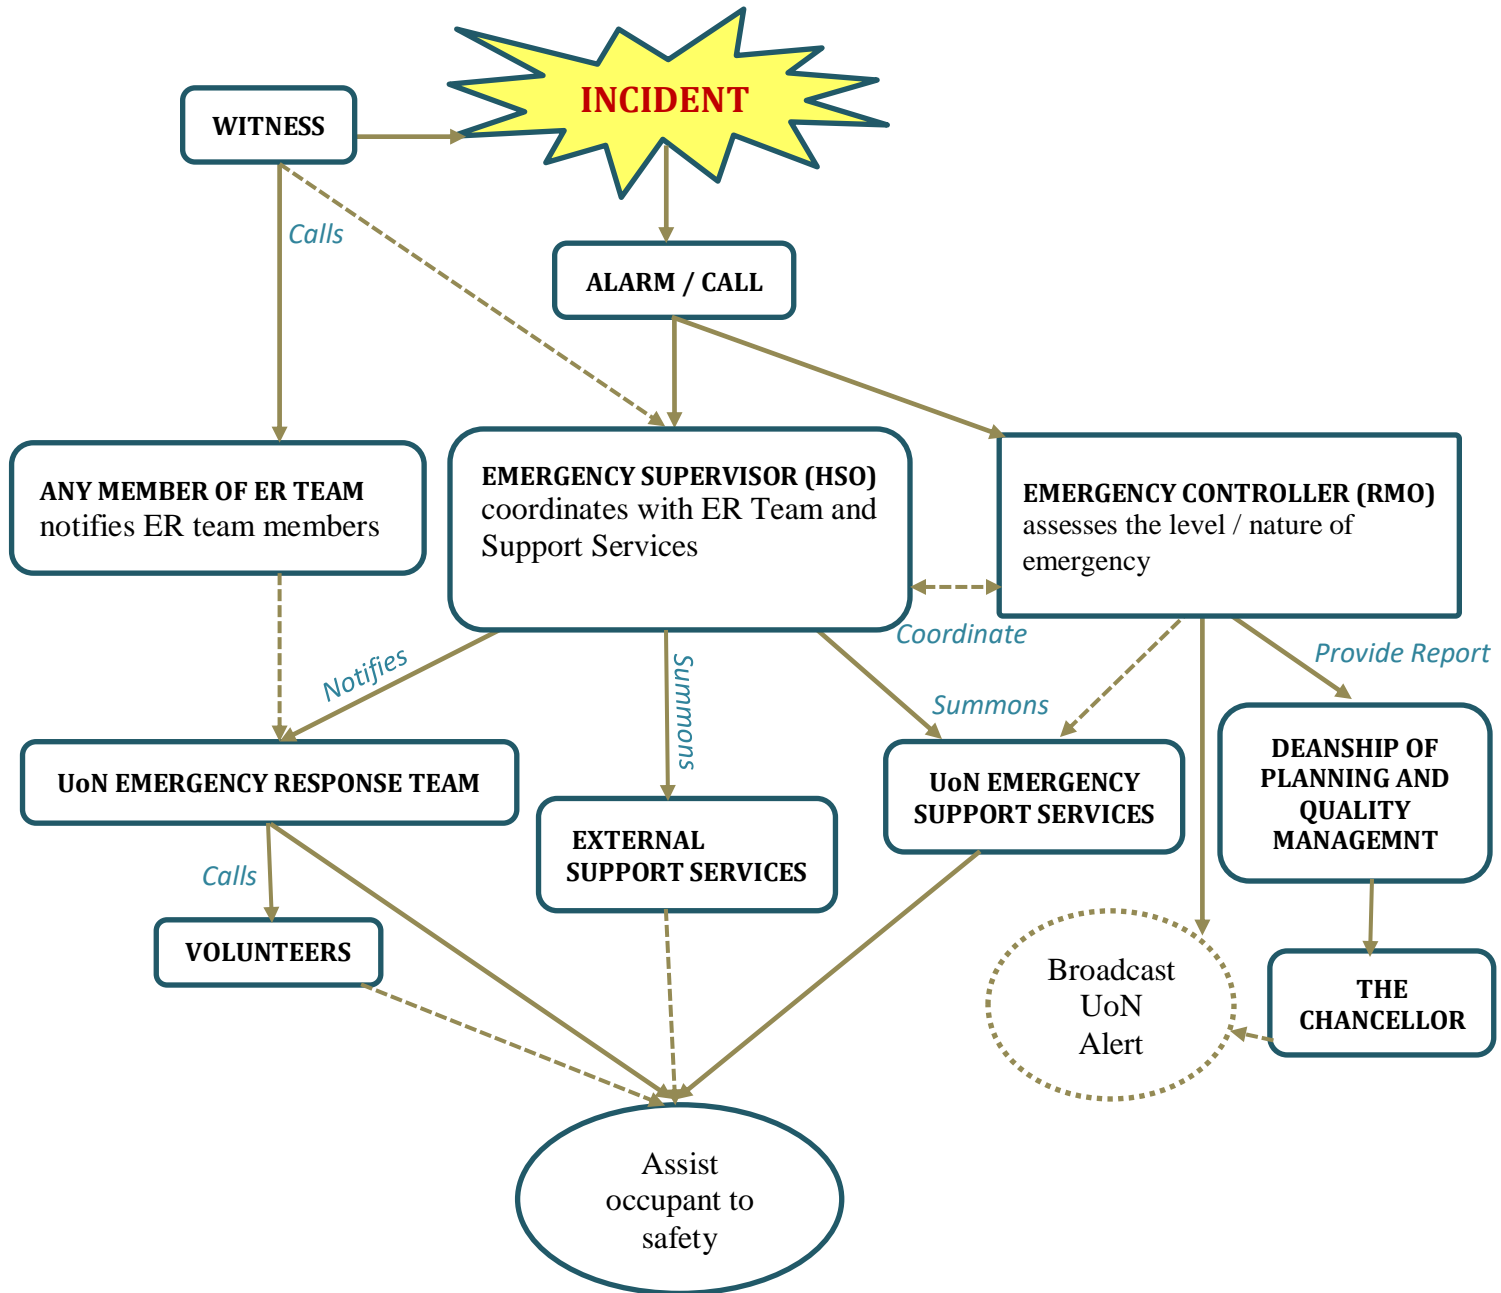 INCIDENT
WITNESS
Calls
ALARM / CALL
ANY MEMBER OF ER TEAM
notifies ER team members
EMERGENCY SUPERVISOR (HSO)
coordinates with ER Team and
Support Services
EMERGENCY CONTROLLER (RMO)
assesses the level / nature of
emergency
Coordinate
Notifies
Summons
Summons
Provide Report
UoN EMERGENCY RESPONSE TEAM
EXTERNAL
SUPPORT SERVICES
UoN EMERGENCY
SUPPORT SERVICES
DEANSHIP OF
PLANNING AND
QUALITY
MANAGEMNT
Calls
VOLUNTEERS
Broadcast
UoN
Alert
THE
CHANCELLOR
Assist
occupant to
safety